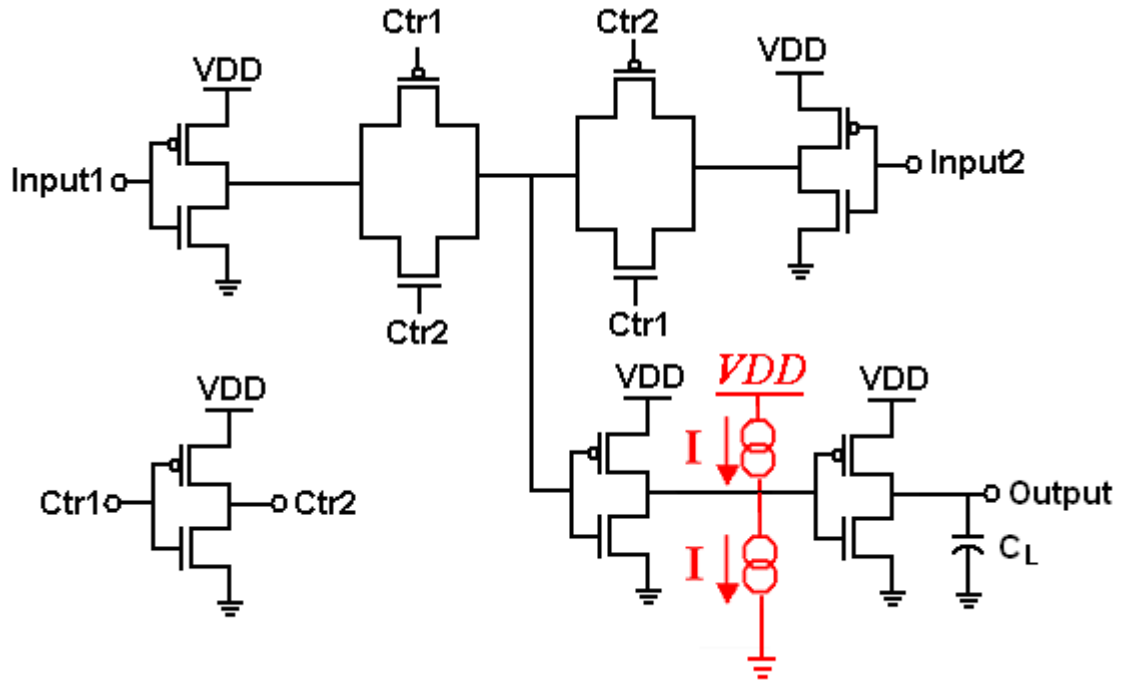 Ctr1
Ctr2
VDD
VDD
Input1
Input2
Ctr2
Ctr1
VDD
VDD
VDD
VDD
I
Ctr1
Ctr2
Output
I
CL